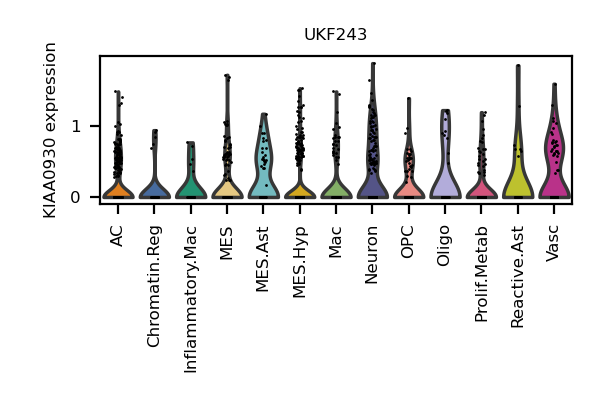 UKF243
KIAA0930 expression
1
0
AC
Chromatin.Reg
Inflammatory.Mac
MES
MES.Ast
MES.Hyp
Mac
Neuron
OPC
Oligo
Prolif.Metab
Reactive.Ast
Vasc